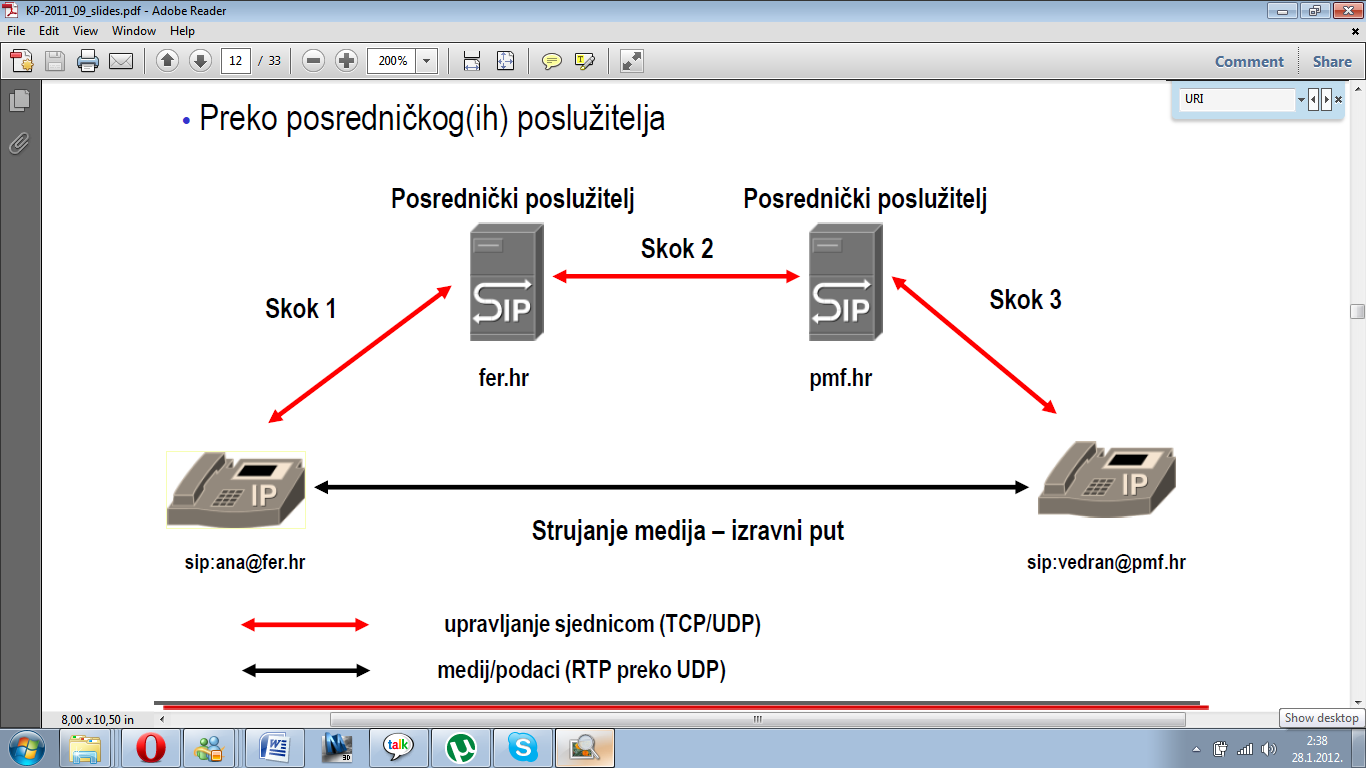 KP-2011_09_slides.pdf - Adobe Reader
File Edit View Window Help
12 / 33 200% Comment Share
URI
• Preko posredničkog(ih) poslužitelja
Posrednički poslužitelj Posrednički poslužitelj
Skok 2
Skok 1 SIP SIP Skok 3
fer.hr pmf.hr
IP IP
Strujanje medija – izravni put
sip:ana@fer.hr sip:vedran@pmf.hr
upravljanje sjednicom (TCP/UDP)
medij/podaci (RTP preko UDP)
8,00 x 10,50 in
Show desktop
talk
3D
2:38
28.1.2012.